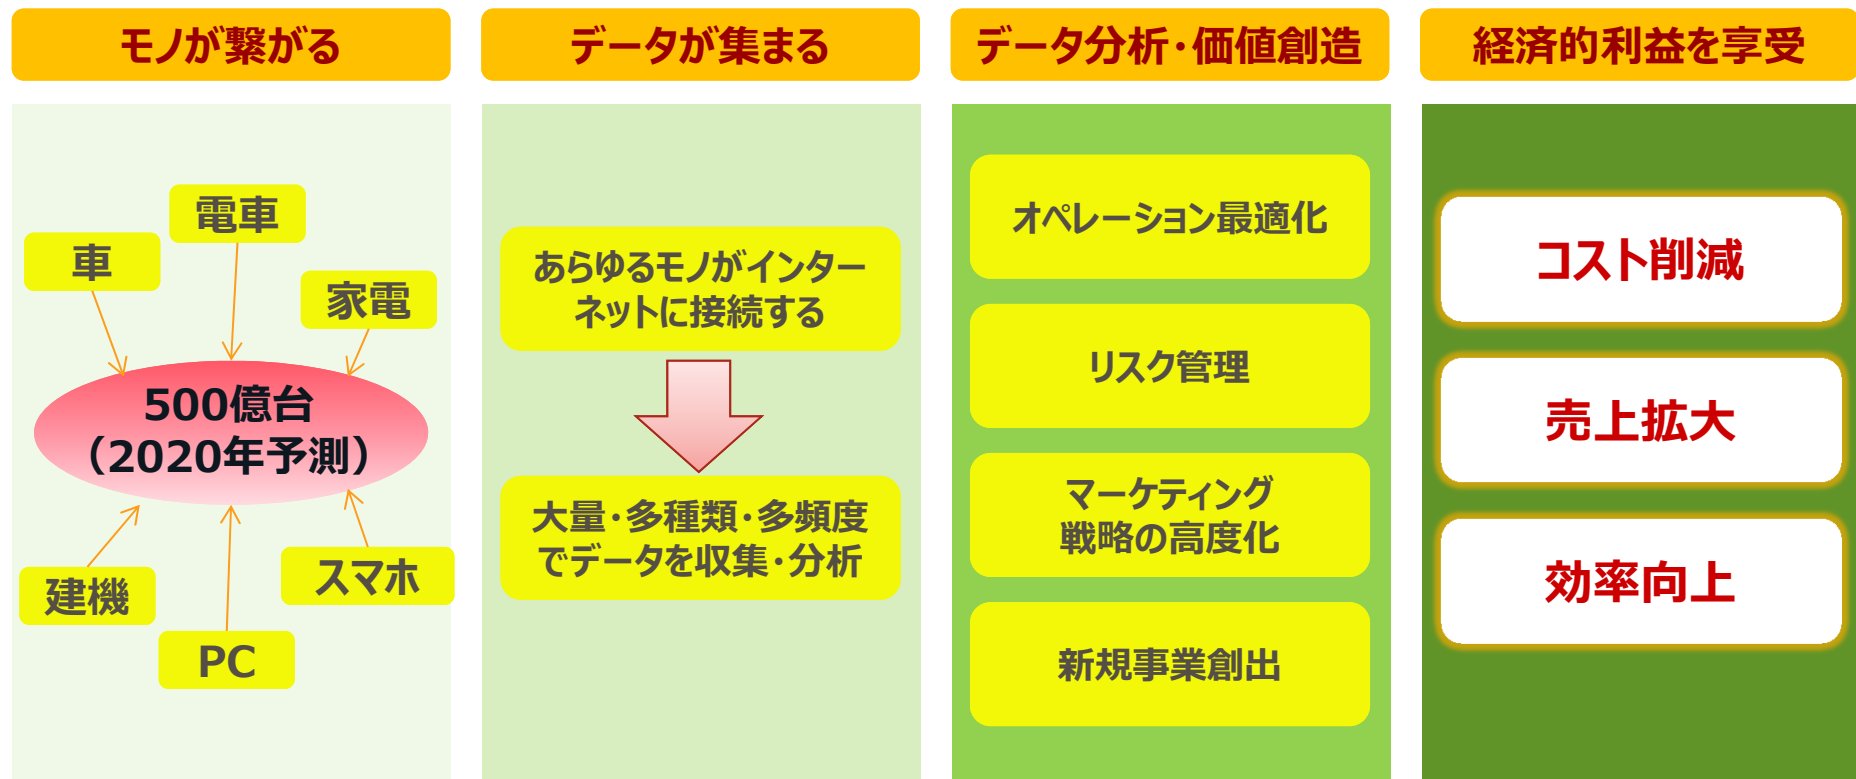 モノが繋がる
データが集まる
データ分析・価値創造
経済的利益を享受
電車
車
家電
500億台
（2020年予測）
建機
スマホ
PC
あらゆるモノがインター
ネットに接続する
大量・多種類・多頻度
でデータを収集・分析
オペレーション最適化
リスク管理
マーケティング
戦略の高度化
新規事業創出
コスト削減
売上拡大
効率向上